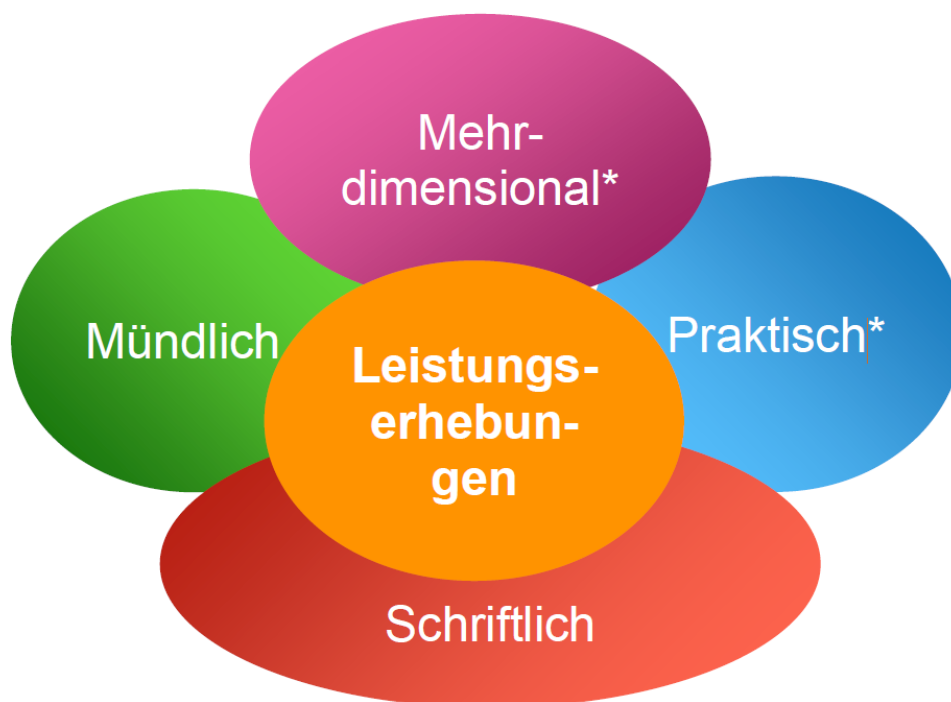 Mehr-
dimensional*
Mündlich
Praktisch*
Leistungs-
erhebun-
gen
Schriftlich